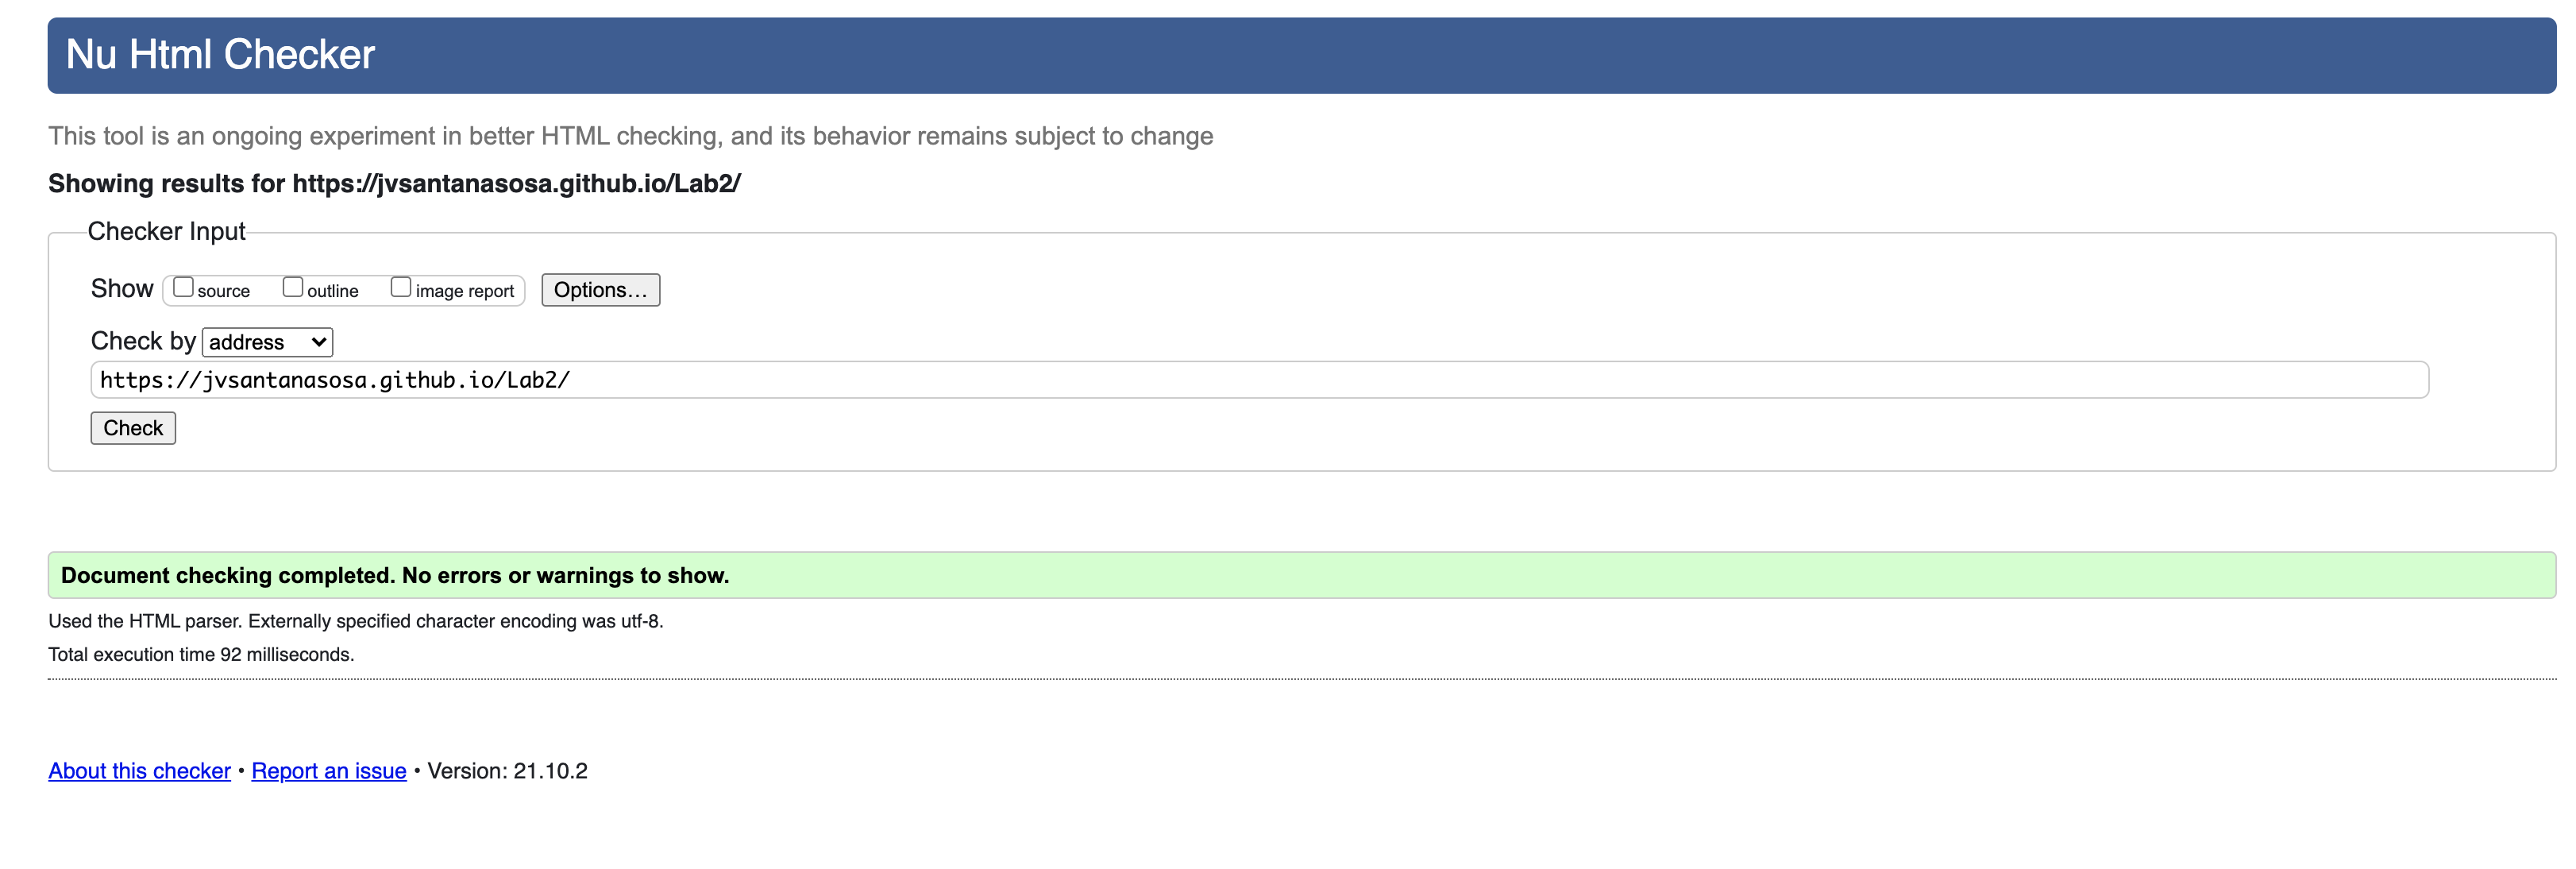 Nu Html Checker
This tool is an ongoing experiment in better HTML checking, and its behavior remains subject to change
Showing results for https://jvsantanasosa.github.io/Lab2/
Checker Input
Show source outline image report Options…
Check by address
https://jvsantanasosa.github.io/Lab2/
Check
Document checking completed. No errors or warnings to show.
Used the HTML parser. Externally specified character encoding was utf-8.
Total execution time 92 milliseconds.
About this checker • Report an issue • Version: 21.10.2